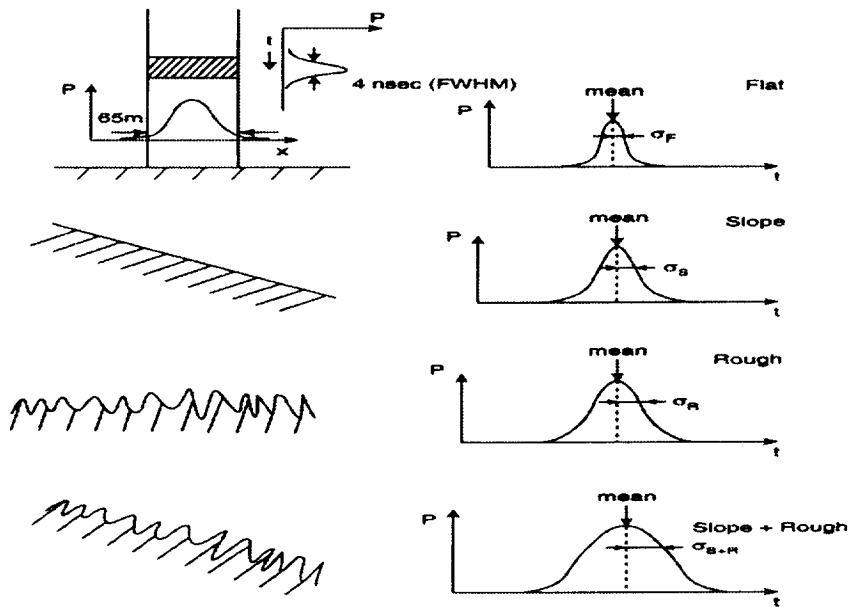 P
t
P
4 nsec (FWHM)
65m
x
mean
Flat
P
σF
t
mean
Slope
P
σS
t
mean
Rough
P
σR
t
mean
P
Slope + Rough
σS+R
t